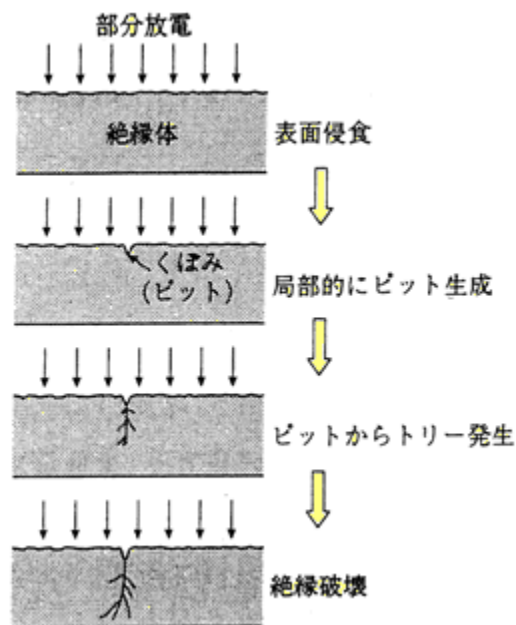 部分放電
絶縁体
表面侵食
くぼみ
(ピット)
局部的にピット生成
ピットからトリー発生
絶縁破壊